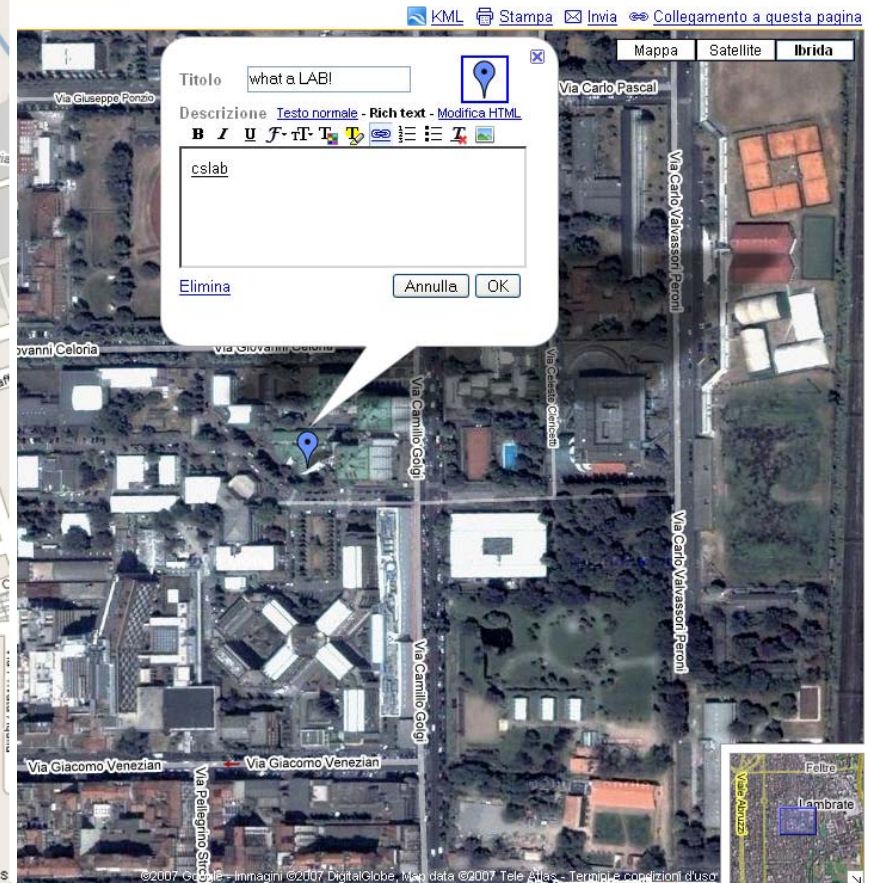 KML Stampa Invia Collegamento a questa pagina
Mappa Satellite Ibrida
Titolo what a LAB!
Via Carlo Pascal
Via Giuseppe Ponzio
Descrizione Testo normale - Rich text - Modifica HTML
B I U
cslab
Elimina Annulla OK
Via Carlo Valvassori Peroni
ovanni Celoria
Via Giovanni Celoria
Via Celeste Clericetti
Via Camillo Golgi
Via Carlo Valvassori Peroni
Via Camillo Golgi
Via Giacomo Venezian
Via Giacomo Venezian
Via Pellegrino
Feltre
Viale Abruzzi
Lambrate
©2007 Google - Immagini ©2007 DigitalGlobe, Map data ©2007 Tele Atlas - Termini e condizioni d'uso